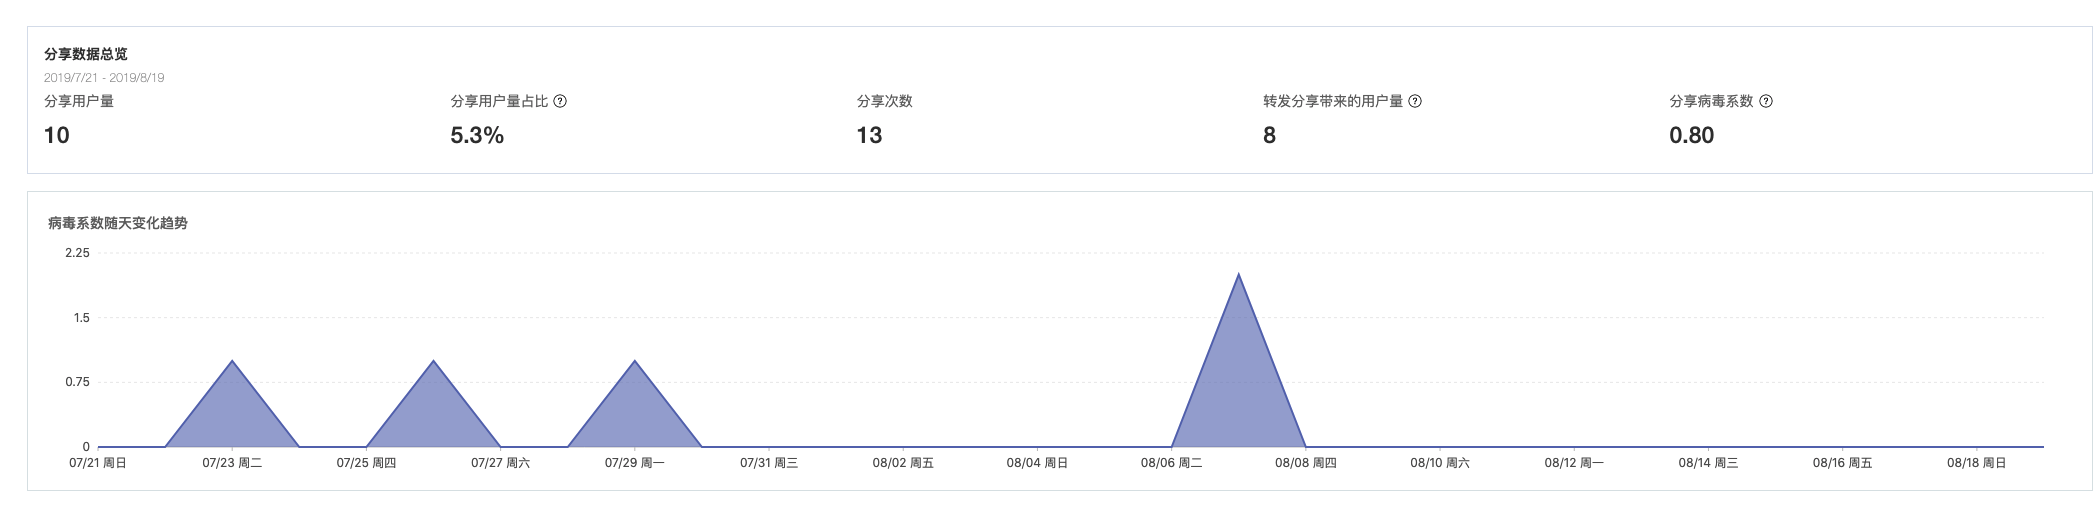 分享数据总览
2019/7/21 - 2019/8/19
分享用户量 分享用户量占比 ? 分享次数 转发分享带来的用户量 ? 分享病毒系数 ?
10 5.3% 13 8 0.80
病毒系数随天变化趋势
2.25
1.5
0.75
0
07/21 周日 07/23 周二 07/25 周四 07/27 周六 07/29 周一 07/31 周三 08/02 周五 08/04 周日 08/06 周二 08/08 周四 08/10 周六 08/12 周一 08/14 周三 08/16 周五 08/18 周日